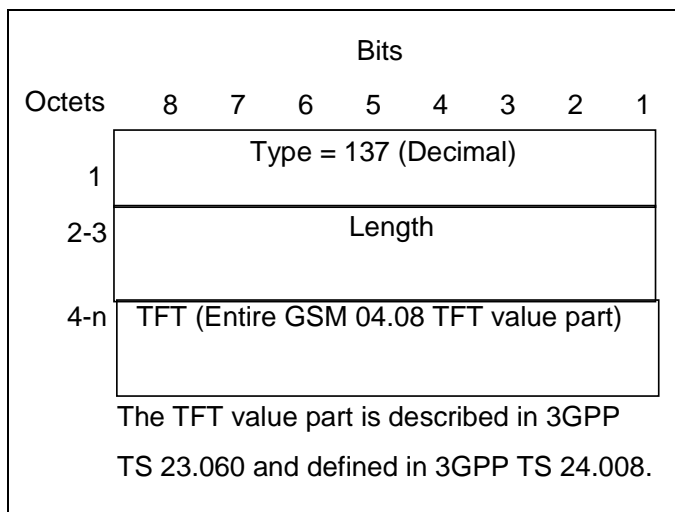 Bits
Octets 8 7 6 5 4 3 2 1
1 Type = 137 (Decimal)
2-3 Length
4-n TFT (Entire GSM 04.08 TFT value part)
The TFT value part is described in 3GPP
TS 23.060 and defined in 3GPP TS 24.008.